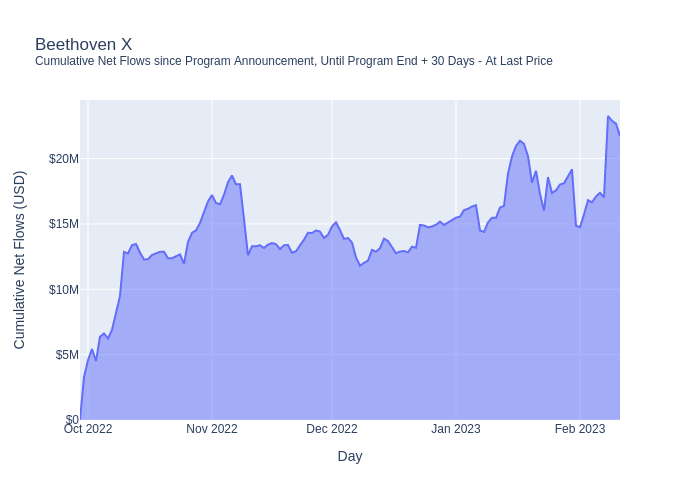 Beethoven X
Cumulative Net Flows since Program Announcement, Until Program End + 30 Days - At Last Price
Cumulative Net Flows (USD)
$20M
$15M
$10M
$5M
$0
Oct 2022
Nov 2022
Dec 2022
Jan 2023
Feb 2023
Day